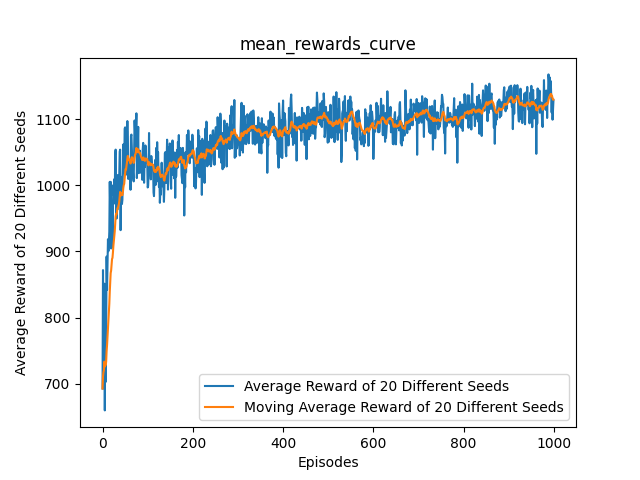 mean_rewards_curve
Average Reward of 20 Different Seeds
1100
1000
900
800
700
Average Reward of 20 Different Seeds
Moving Average Reward of 20 Different Seeds
0
200
400
600
800
1000
Episodes